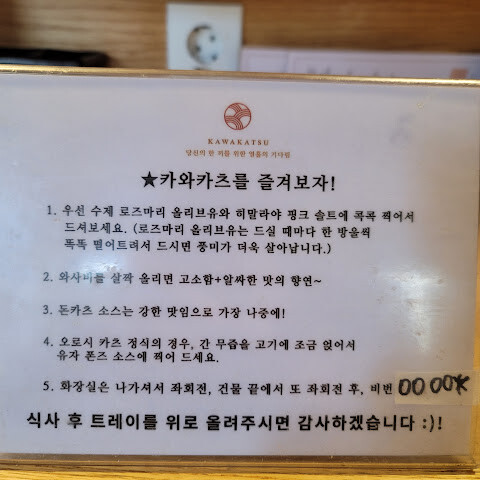 KAWAKATSU
당신의 한 끼를 위한 열흘의 기다림
★카와카츠를 즐겨보자!
1. 우선 수제 로즈마리 올리브유와 히말라야 핑크 솔트에 콕콕 찍어서
드셔보세요. (로즈마리 올리브유는 드실 때마다 한 방울씩
똑똑 떨어트려서 드시면 풍미가 더욱 살아납니다.)
2. 와사비를 살짝 올리면 고소함+알싸한 맛의 향연~
3. 돈카츠 소스는 강한 맛임으로 가장 나중에!
4. 오로시 카츠 정식의 경우, 간 무즙을 고기에 조금 얹어서
유자 폰즈 소스에 찍어 드세요.
5. 화장실은 나가셔서 좌회전, 건물 끝에서 또 좌회전 후, 비번 0000*
식사 후 트레이를 위로 올려주시면 감사하겠습니다 :)!